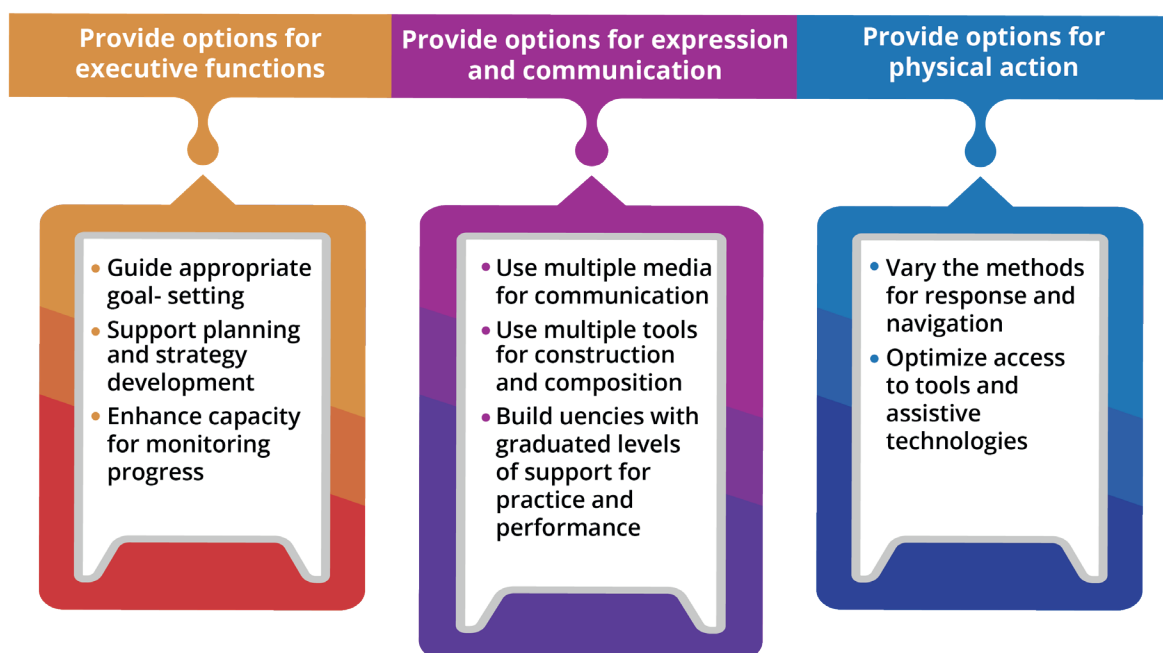 Provide options for
executive functions
Guide appropriate
goal- setting
Support planning
and strategy
development
Enhance capacity
for monitoring
progress
Provide options for expression
and communication
Use multiple media
for communication
Use multiple tools
for construction
and composition
Build uencies with
graduated levels
of support for
practice and
performance
Provide options for
physical action
Vary the methods
for response and
navigation
Optimize access
to tools and
assistive
technologies